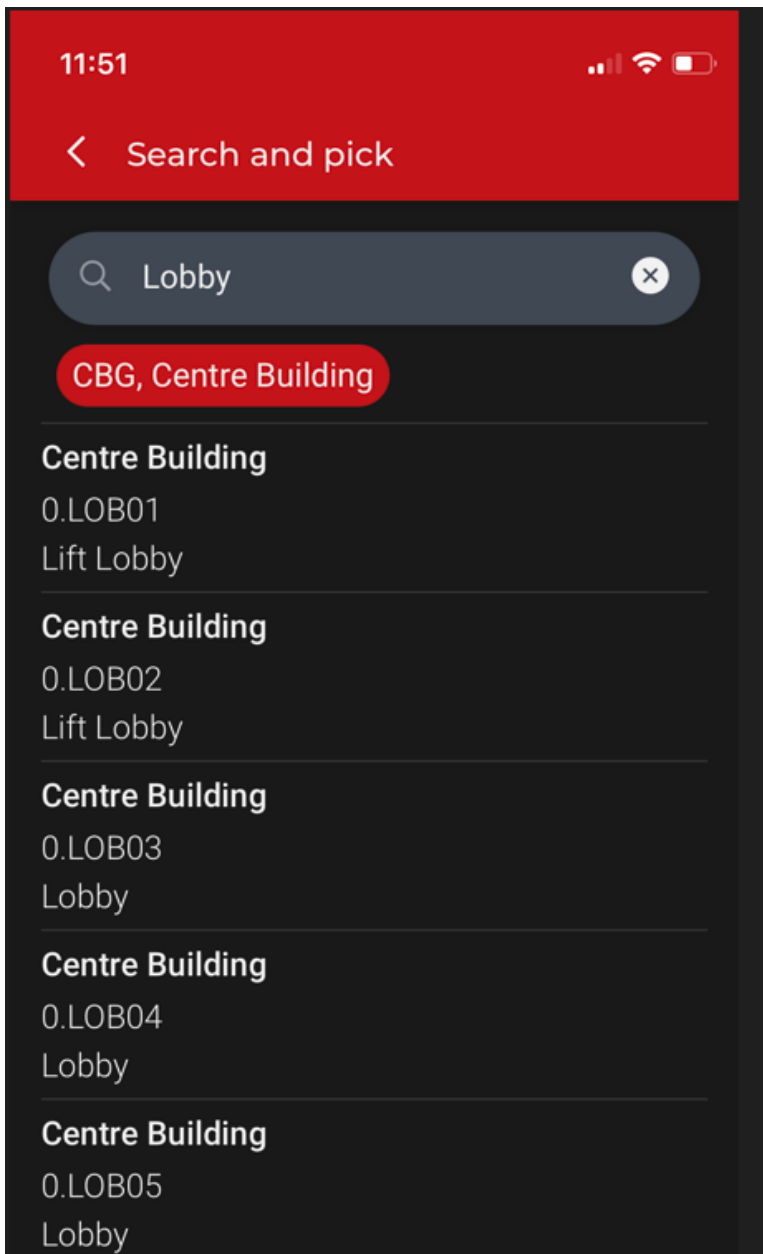 11:51
Search and pick
Lobby
CBG, Centre Building
Centre Building
0.LOB01
Lift Lobby
Centre Building
0.LOB02
Lift Lobby
Centre Building
0.LOB03
Lobby
Centre Building
0.LOB04
Lobby
Centre Building
0.LOB05
Lobby